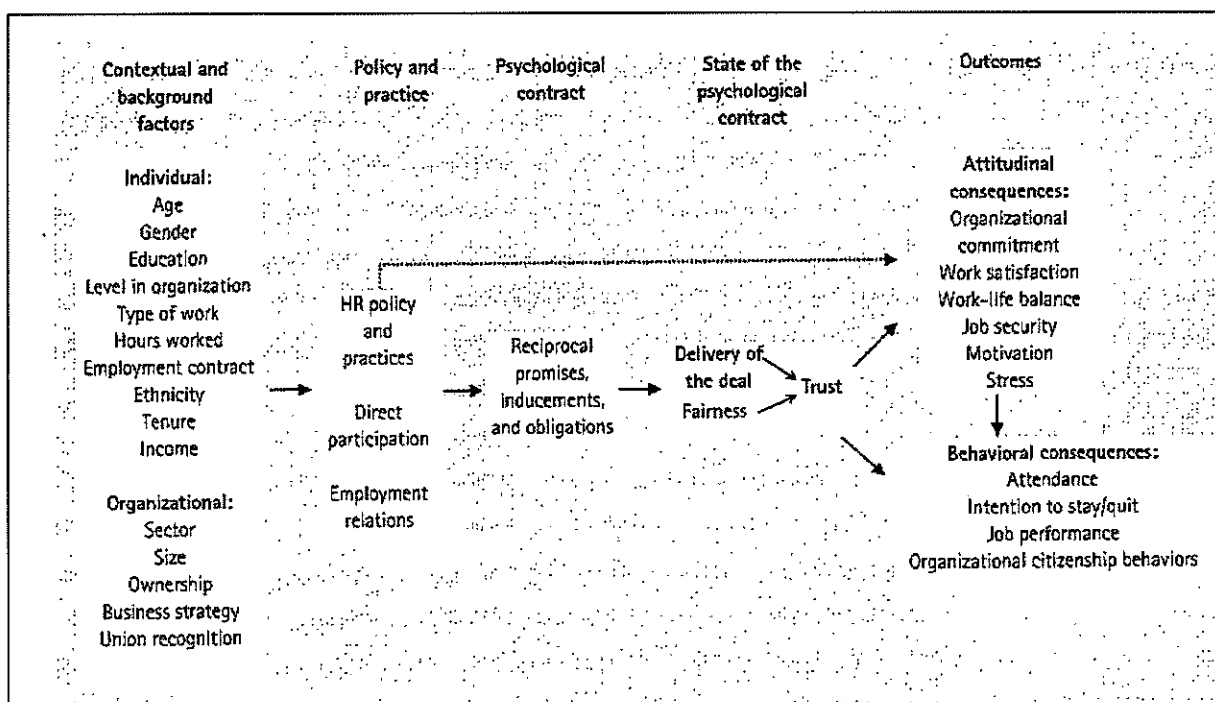 Contextual and
background
factors
Individual:
Age
Gender
Education
Level in organization
Type of work
Hours worked
Employment contract
Ethnicity
Tenure
Income
Organizational:
Sector
Size
Ownership
Business strategy
Union recognition
Policy and
practice
HR policy
and
practices
Direct
participation
Employment
relations
Psychological
contract
Reciprocal
promises,
inducements,
and obligations
State of the
psychological
contract
Delivery of
the deal
Fairness
Trust
Outcomes
Attitudinal
consequences:
Organizational
commitment
Work satisfaction
Work-life balance
Job security
Motivation
Stress
Behavioral consequences:
Attendance
Intention to stay/quit
Job performance
Organizational citizenship behaviors